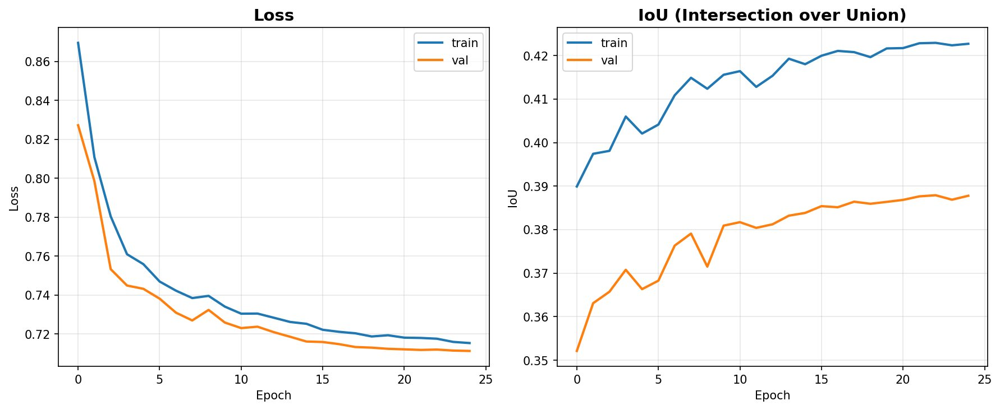 Loss
train
val
0.86
0.84
0.82
0.80
0.78
0.76
0.74
0.72
Loss
0 5 10 15 20 25
Epoch
IoU (Intersection over Union)
train
val
0.42
0.41
0.40
0.39
0.38
0.37
0.36
0.35
IoU
0 5 10 15 20 25
Epoch